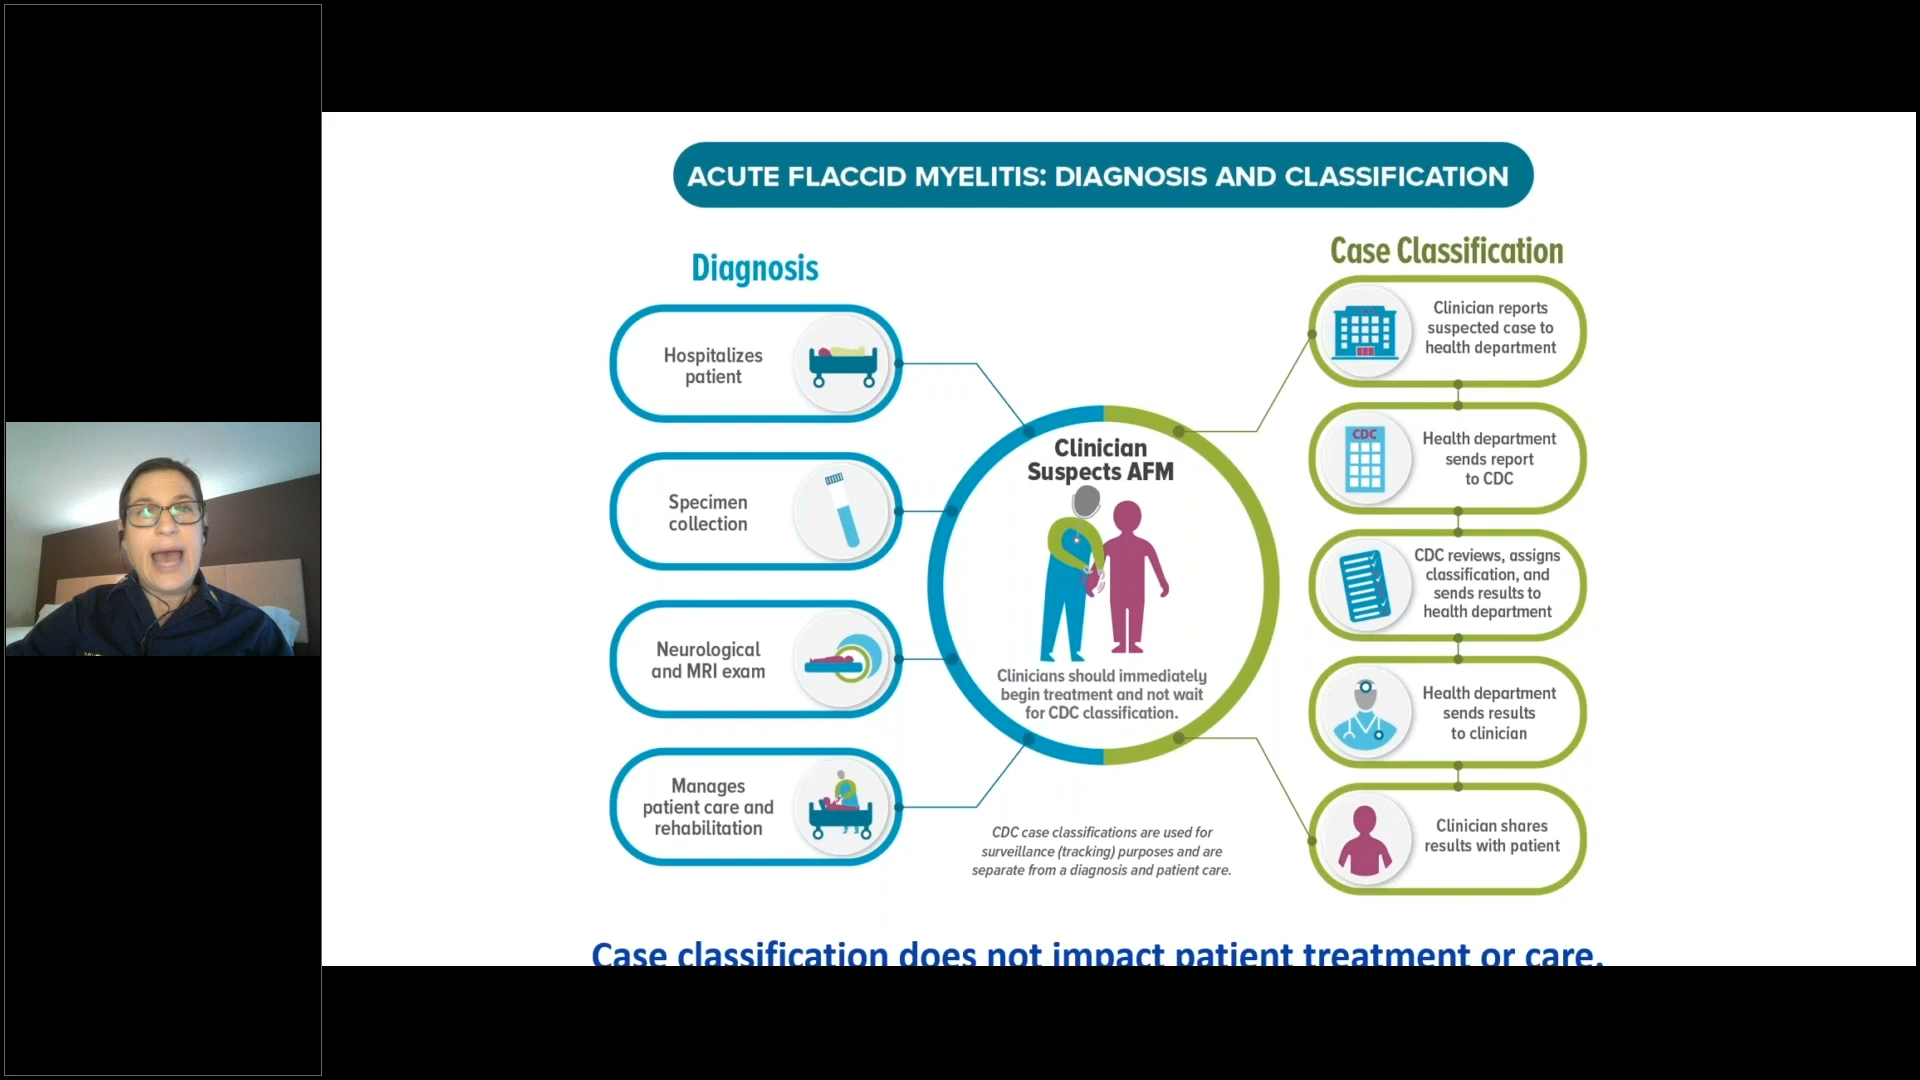 ACUTE FLACCID MYELITIS: DIAGNOSIS AND CLASSIFICATION
Diagnosis
Hospitalizes
patient
Specimen
collection
Neurological
and MRI exam
Manages
patient care and
rehabilitation
Clinician
Suspects AFM
Clinicians should immediately
begin treatment and not wait
for CDC classification.
CDC case classifications are used for
surveillance (tracking) purposes and are
separate from a diagnosis and patient care.
Case Classification
Clinician reports
suspected case to
health department
CDC
Health department
sends report
to CDC
CDC reviews, assigns
classification, and
sends results to
health department
Health department
sends results
to clinician
Clinician shares
results with patient
Case classification does not impact patient treatment or care.